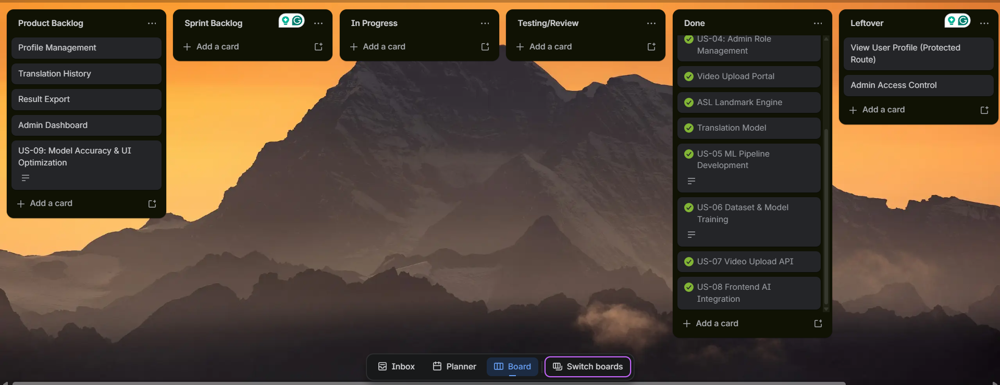 Product Backlog
Profile Management
Translation History
Result Export
Admin Dashboard
US-09: Model Accuracy & UI
Optimization
Add a card
Sprint Backlog
Add a card
In Progress
Add a card
Testing/Review
Add a card
Done
US-04: Admin Role
Management
Video Upload Portal
ASL Landmark Engine
Translation Model
US-05 ML Pipeline
Development
US-06 Dataset & Model
Training
US-07 Video Upload API
US-08 Frontend AI
Integration
Add a card
Leftover
View User Profile (Protected
Route)
Admin Access Control
Add a card
Inbox
Planner
Board
Switch boards